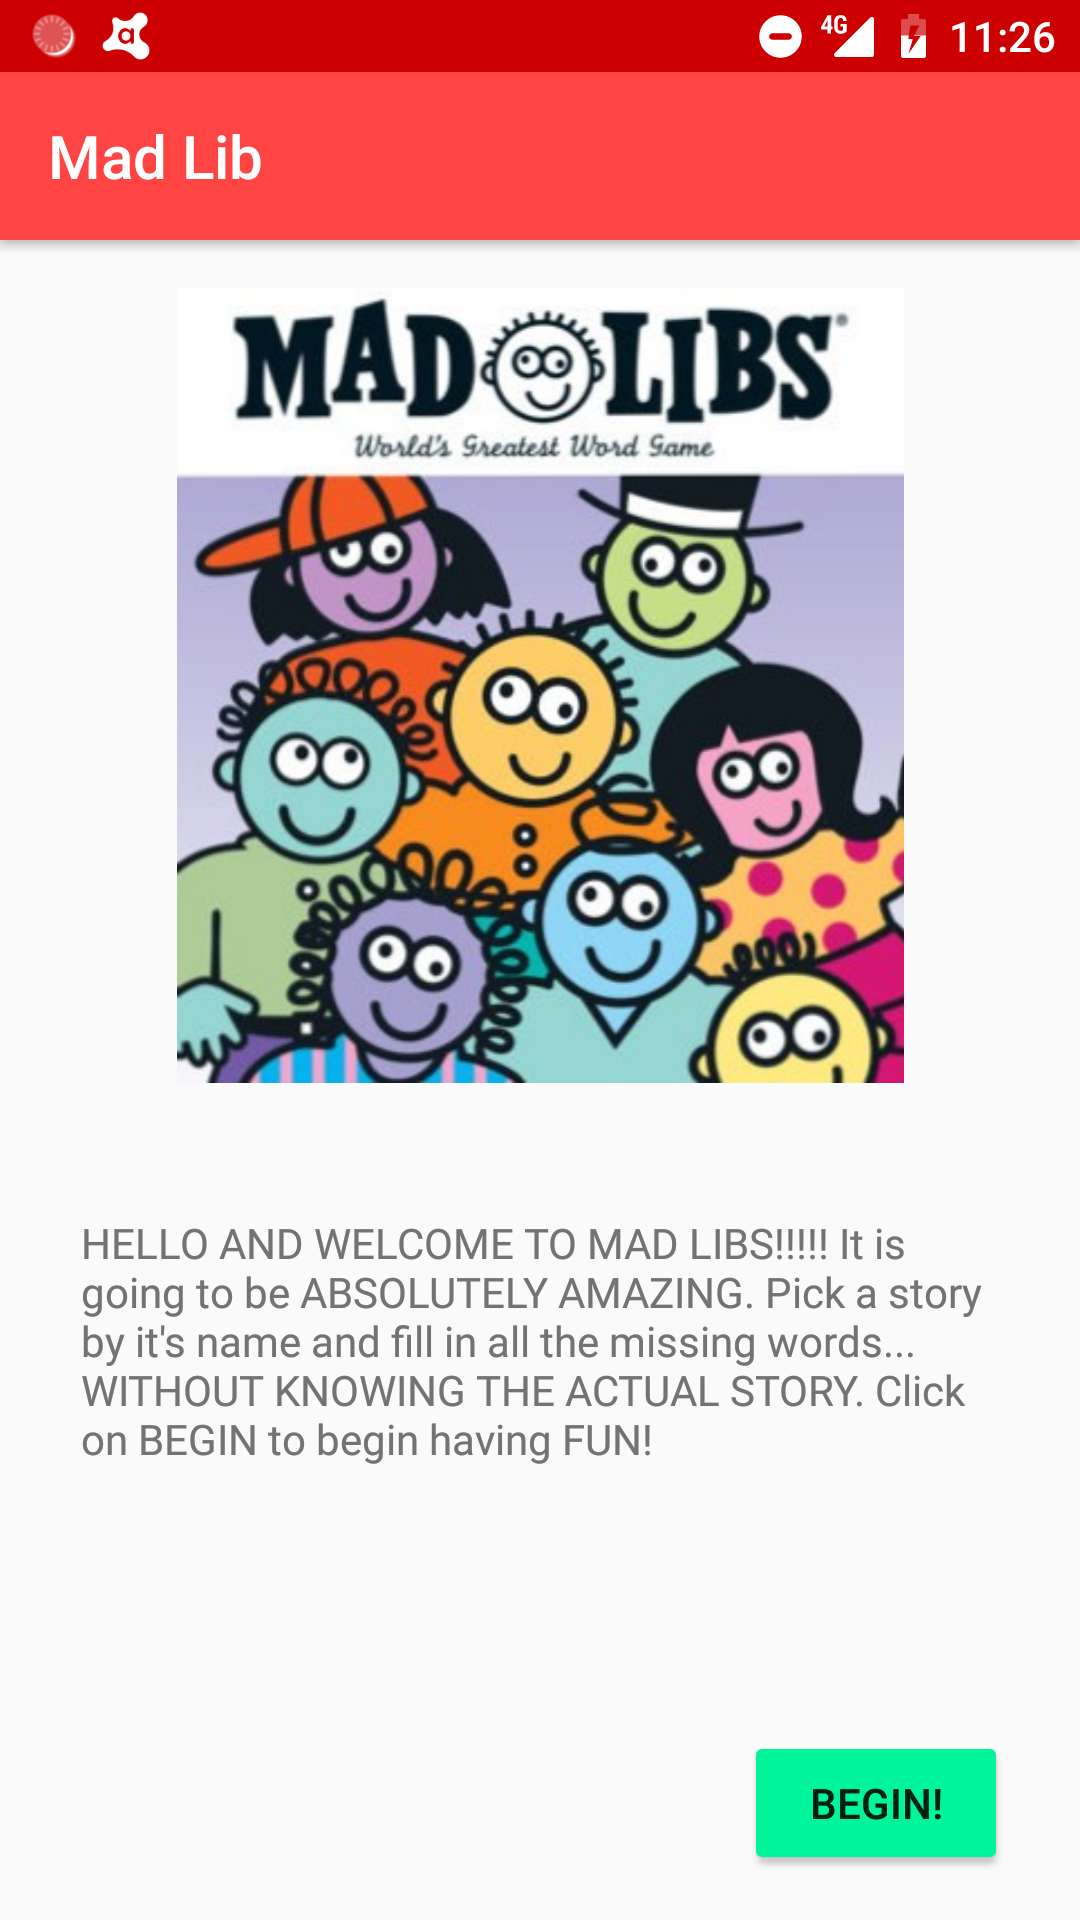 4G 11:26
Mad Lib
MAD LIBS®
World's Greatest Word Game
HELLO AND WELCOME TO MAD LIBS!!!!! It is
going to be ABSOLUTELY AMAZING. Pick a story
by it's name and fill in all the missing words...
WITHOUT KNOWING THE ACTUAL STORY. Click
on BEGIN to begin having FUN!
BEGIN!